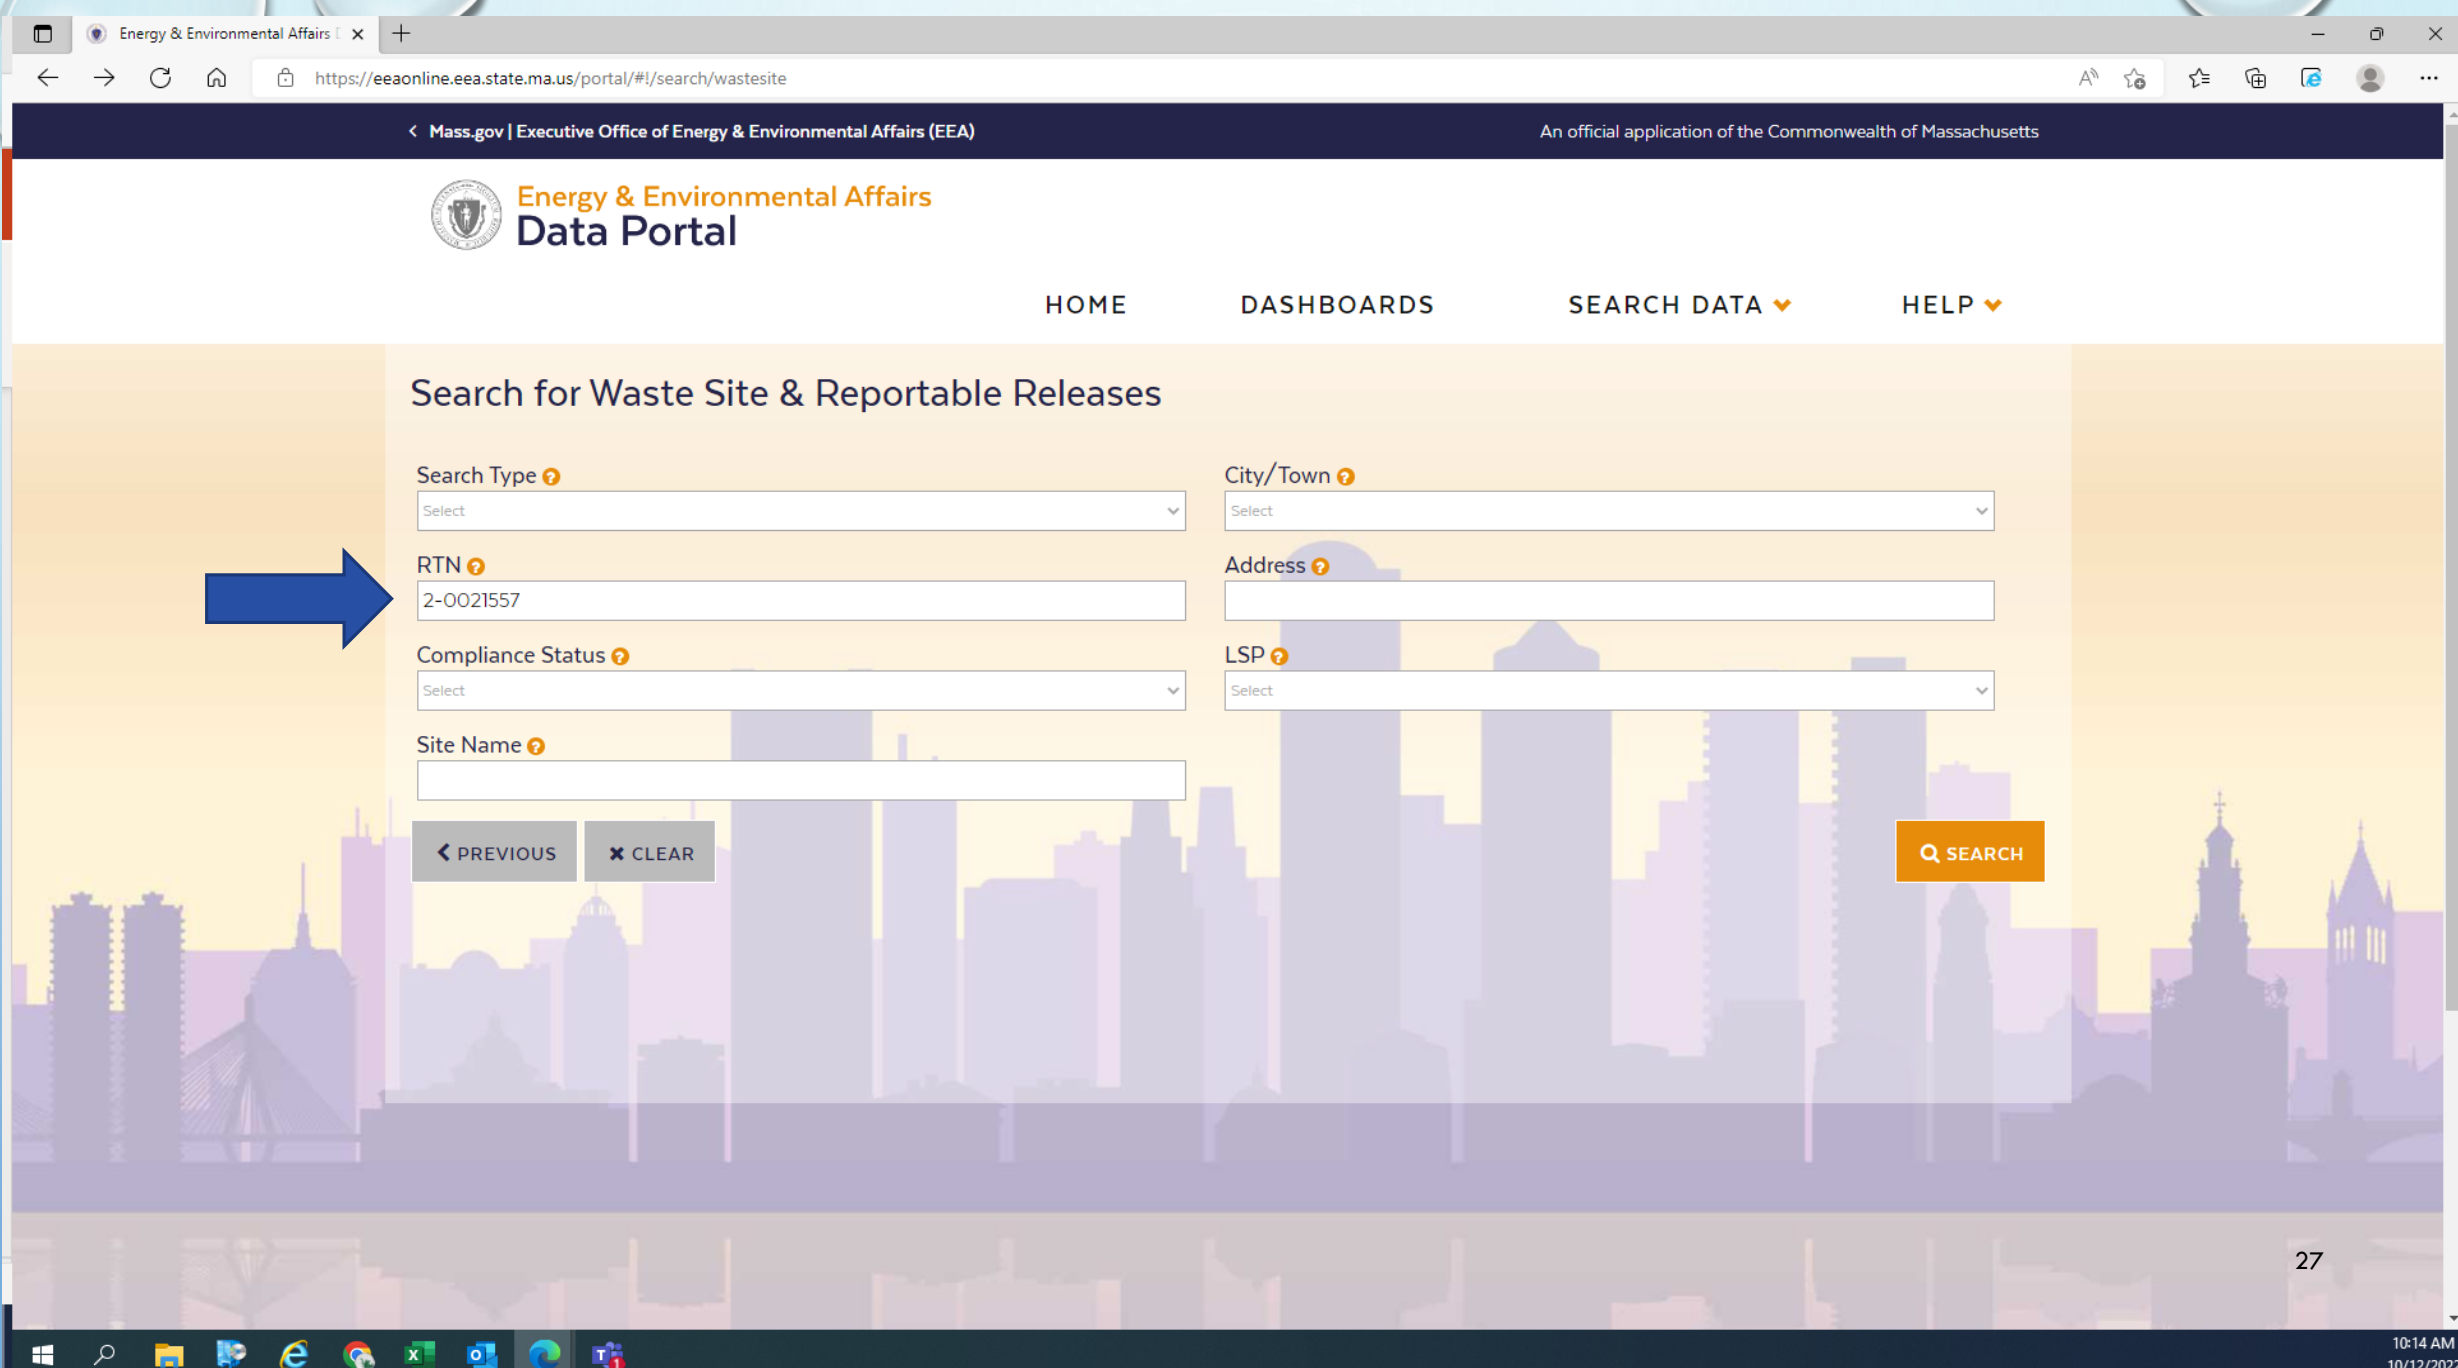 Energy & Environmental Affairs
https://eeaonline.eea.state.ma.us/portal/#!/search/wastesite
Mass.gov | Executive Office of Energy & Environmental Affairs (EEA)
An official application of the Commonwealth of Massachusetts
Energy & Environmental Affairs
Data Portal
HOME DASHBOARDS SEARCH DATA HELP
Search for Waste Site & Reportable Releases
Search Type ?
Select
City/Town ?
Select
RTN ?
2-0021557
Address ?
Compliance Status ?
Select
LSP ?
Select
Site Name ?
PREVIOUS
CLEAR
SEARCH
27
10:14 AM